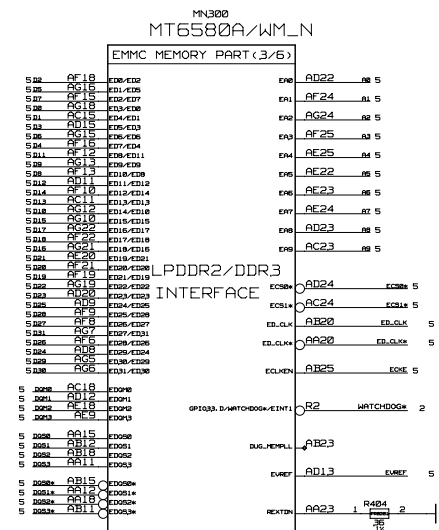 MN300
MT6580A/WM_N
EMMC MEMORY PART(3/6)
LPDDR2/DDR3
INTERFACE
5 D2 AF18 ED0/ED2
5 D5 AG16 ED1/ED5
5 D7 AF15 ED2/ED7
5 D0 AG18 ED3/ED0
5 D1 AC15 ED4/ED1
5 D3 AD15 ED5/ED3
5 D6 AG15 ED6/ED6
5 D4 AF16 ED7/ED4
5 D11 AF12 ED8/ED11
5 D9 AG13 ED9/ED9
5 D8 AF13 ED10/ED8
5 D12 AD11 ED11/ED12
5 D14 AF10 ED12/ED14
5 D13 AC11 ED13/ED13
5 D10 AG12 ED14/ED10
5 D15 AG10 ED15/ED15
5 D17 AG22 ED16/ED17
5 D18 AF22 ED17/ED18
5 D16 AG21 ED18/ED16
5 D21 AE20 ED19/ED21
5 D20 AF21 ED20/ED20
5 D19 AF19 ED21/ED19
5 D22 AG19 ED22/ED22
5 D23 AD20 ED23/ED23
5 D25 AD9 ED24/ED25
5 D28 AF9 ED25/ED28
5 D27 AF8 ED26/ED27
5 D31 AG7 ED27/ED31
5 D26 AF6 ED28/ED26
5 D24 AD8 ED29/ED24
5 D29 AG5 ED30/ED29
5 D30 AG6 ED31/ED30
5 DQM0 AC18 EDQM0
5 DQM1 AD12 EDQM1
5 DQM2 AE18 EDQM2
5 DQM3 AE9 EDQM3
5 DQS0 AA15 EDQS0
5 DQS1 AB12 EDQS1
5 DQS2 AB18 EDQS2
5 DQS3 AA11 EDQS3
5 DQS0* AB15 EDQS0*
5 DQS1* AA12 EDQS1*
5 DQS2* AA18 EDQS2*
5 DQS3* AB11 EDQS3*
EA0 AD22 A0 5
EA1 AF24 A1 5
EA2 AG24 A2 5
EA3 AF25 A3 5
EA4 AE25 A4 5
EA5 AE22 A5 5
EA6 AE23 A6 5
EA7 AE24 A7 5
EA8 AD23 A8 5
EA9 AC23 A9 5
ECS0* AD24 ECS0* 5
ECS1* AC24 ECS1* 5
ED_CLK AB20 ED_CLK 5
ED_CLK* AA20 ED_CLK* 5
ECLKEN AB25 ECKE 5
GPIO33.D/WATCHDOG*/EINT1 R2 WATCHDOG* 2
DUG_MEMPLL AB23
EVREF AD13 EVREF 5
REXTDN AA23 1 R404 2
36
1%